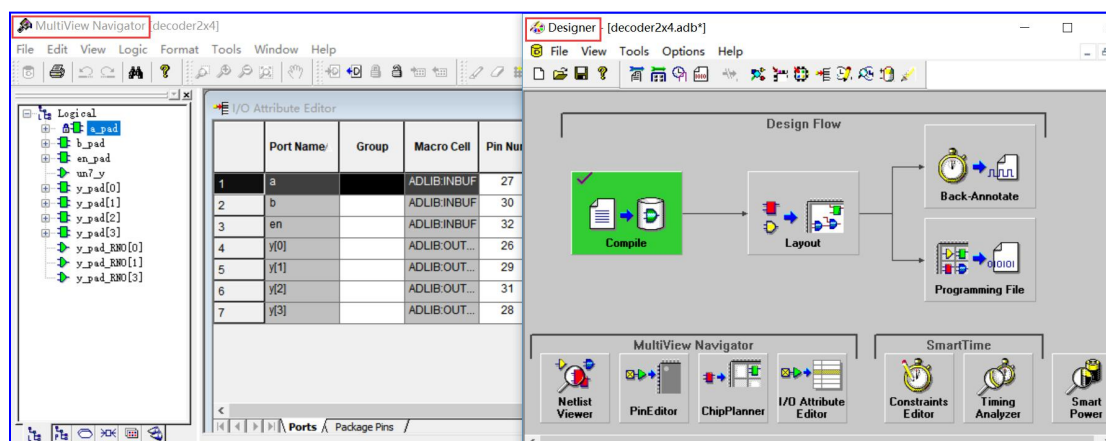 MultiView Navigator [decoder2x4]
File Edit View Logic Format Tools Window Help
Logical
a_pad
b_pad
en_pad
un7_y
y_pad[0]
y_pad[1]
y_pad[2]
y_pad[3]
y_pad_RNO[0]
y_pad_RNO[1]
y_pad_RNO[3]
I/O Attribute Editor
Port Name/ Group Macro Cell Pin Nu
1 a ADLIB:INBUF 27
2 b ADLIB:INBUF 30
3 en ADLIB:INBUF 32
4 y[0] ADLIB:OUT... 26
5 y[1] ADLIB:OUT... 29
6 y[2] ADLIB:OUT... 31
7 y[3] ADLIB:OUT... 28
Ports Package Pins
Designer - [decoder2x4.adb*]
File View Tools Options Help
Design Flow
Compile
Layout
Back-Annotate
010101
Programming File
MultiView Navigator
Netlist Viewer
PinEditor
ChipPlanner
I/O Attribute Editor
SmartTime
Constraints Editor
Timing Analyzer
Smart Power